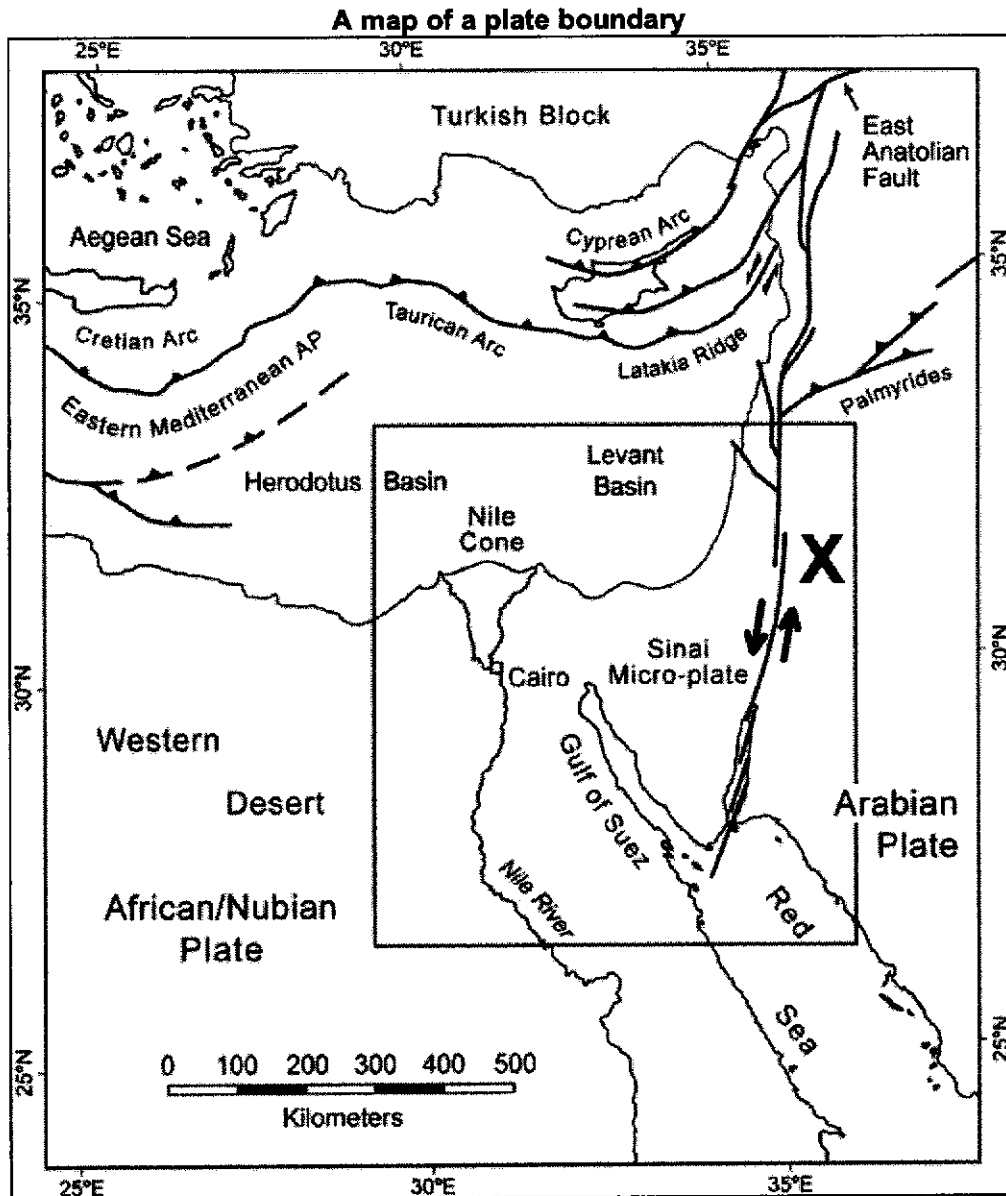 A map of a plate boundary
25°E
30°E
35°E
Turkish Block
East
Anatolian
Fault
Aegean Sea
Cyprean Arc
35°N
35°N
Cretian Arc
Taurican Arc
Latakia Ridge
Palmyrides
Eastern Mediterranean AP
Herodotus Basin
Levant
Basin
Nile
Cone
X
30°N
30°N
Cairo
Sinai
Micro-plate
Western
Desert
Gulf of Suez
Arabian
Plate
African/Nubian
Plate
Nile River
Red
Sea
25°N
25°N
0 100 200 300 400 500
Kilometers
25°E
30°E
35°E